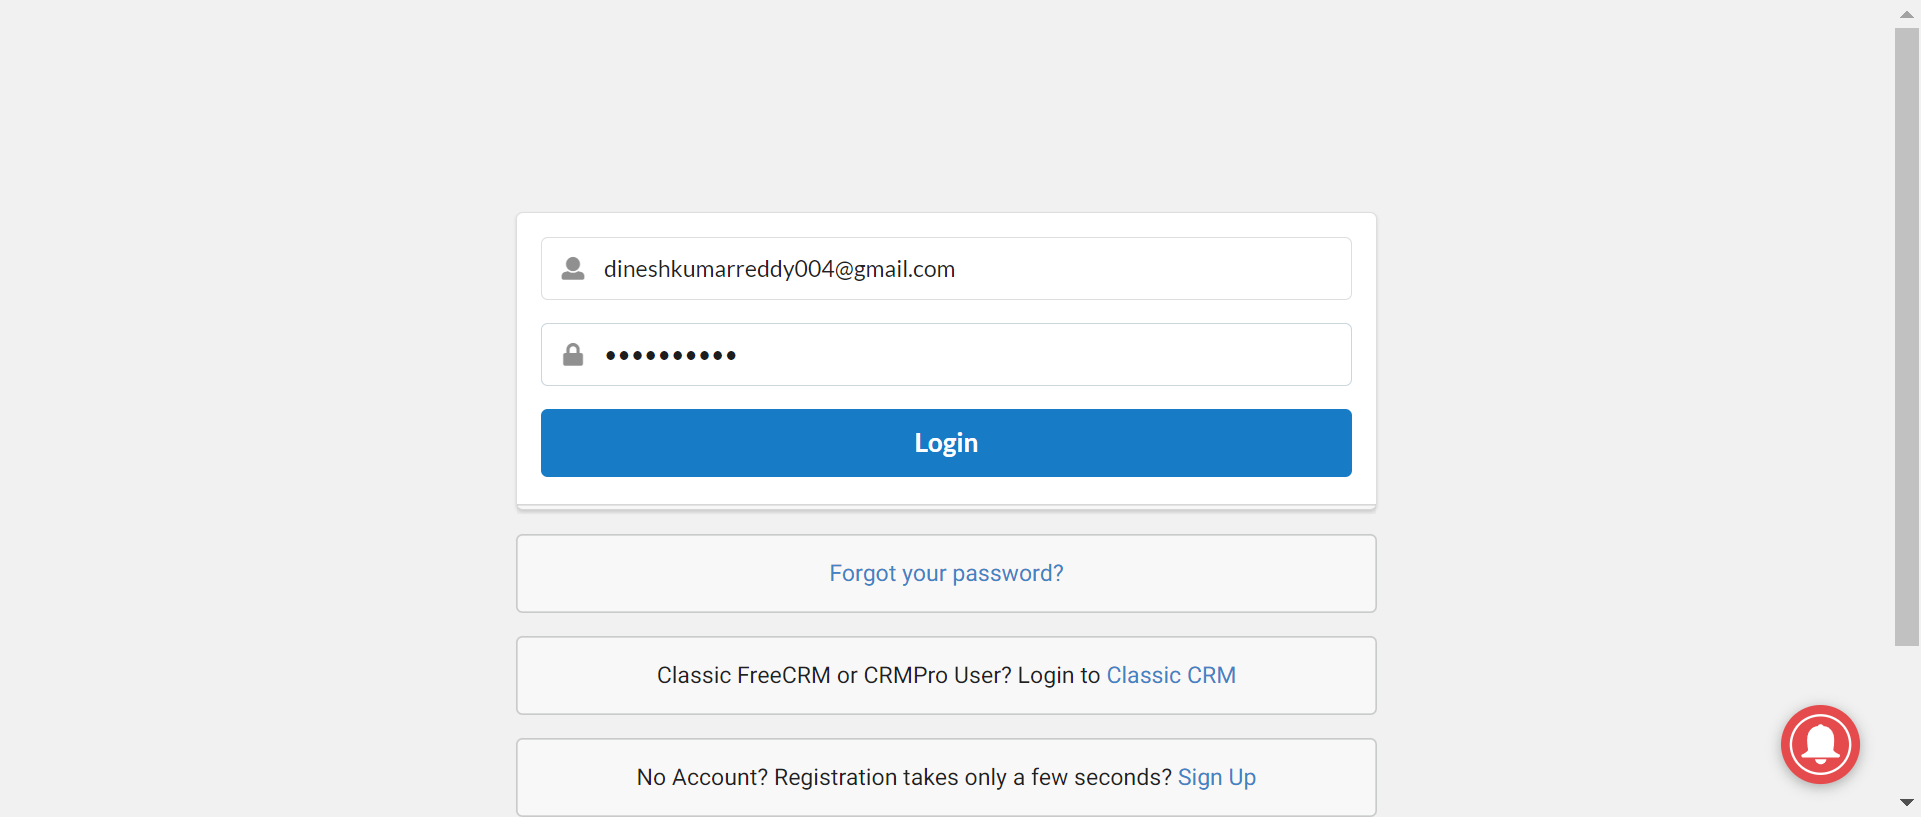 dineshkumarreddy004@gmail.com
••••••••••
Login
Forgot your password?
Classic FreeCRM or CRMPro User? Login to Classic CRM
No Account? Registration takes only a few seconds? Sign Up